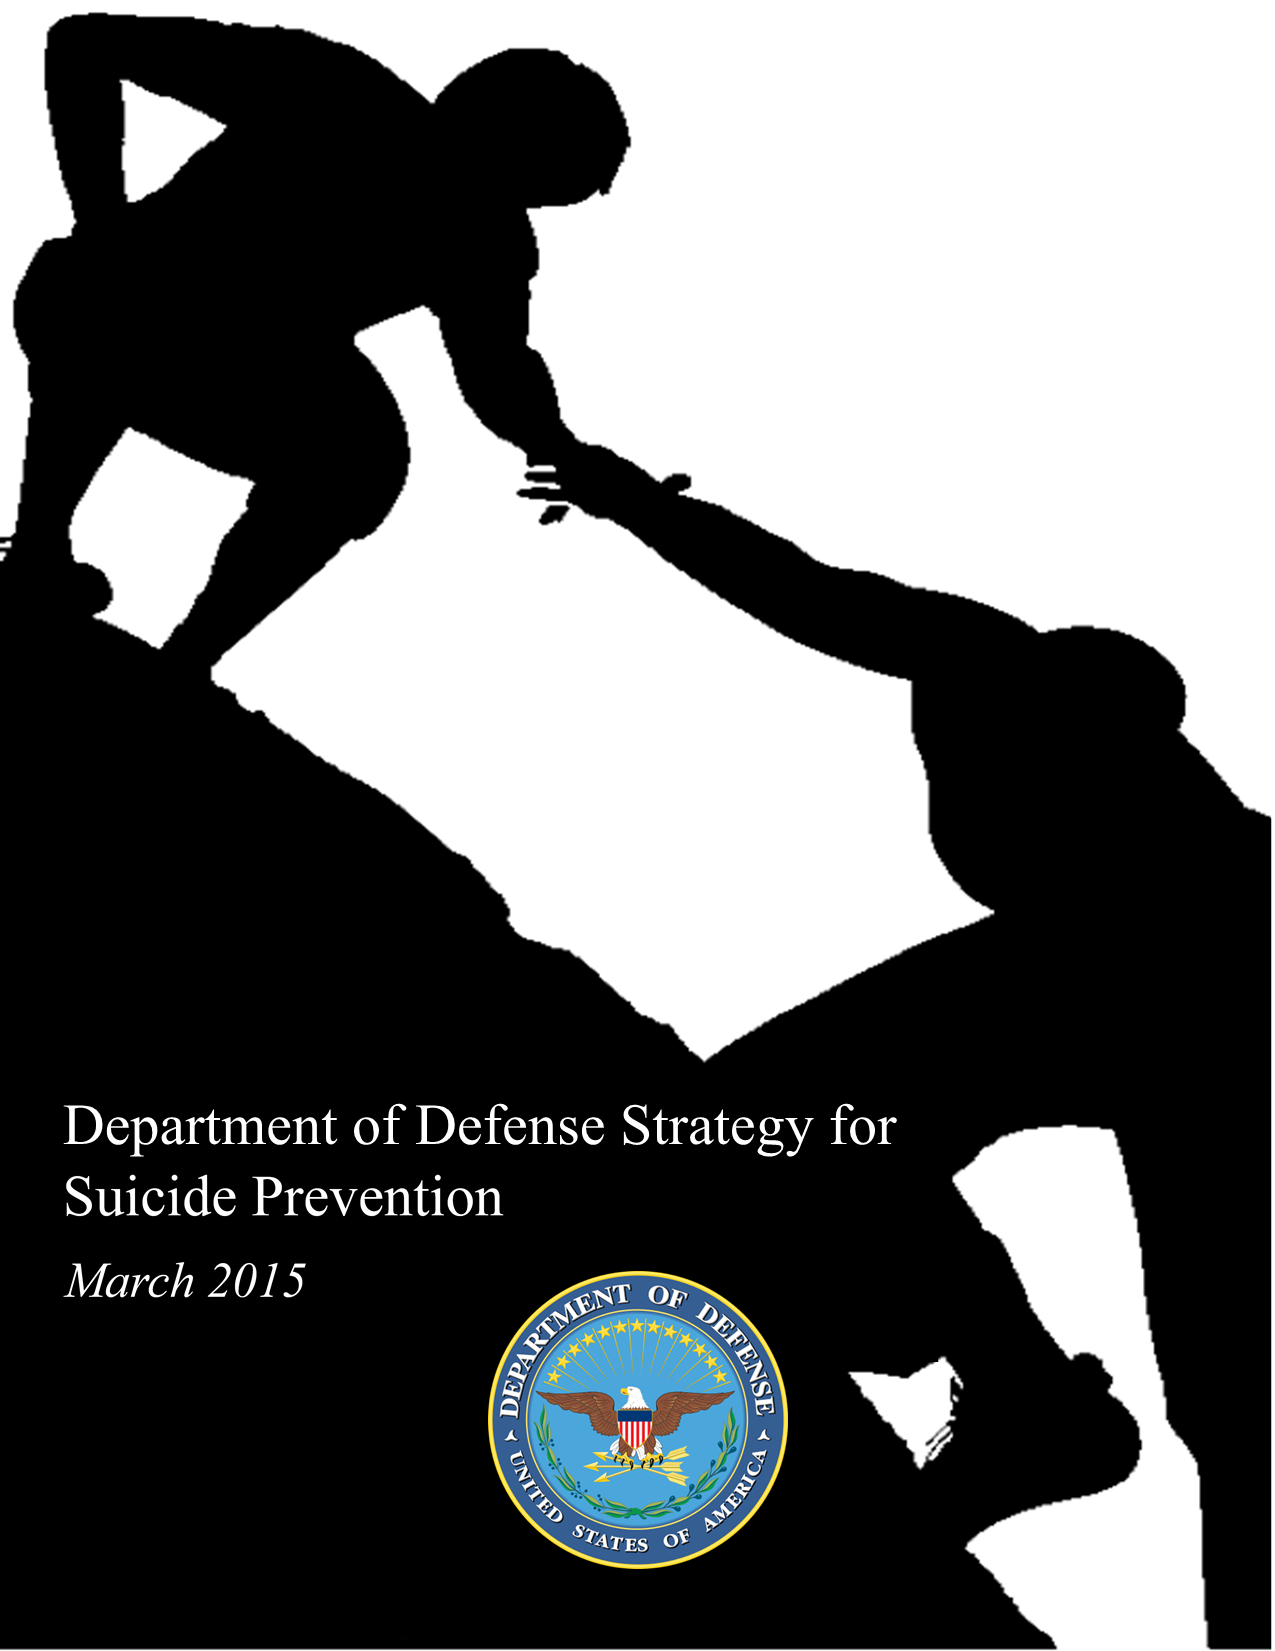 Department of Defense Strategy for
Suicide Prevention
March 2015
DEPARTMENT OF DEFENSE
UNITED STATES OF AMERICA